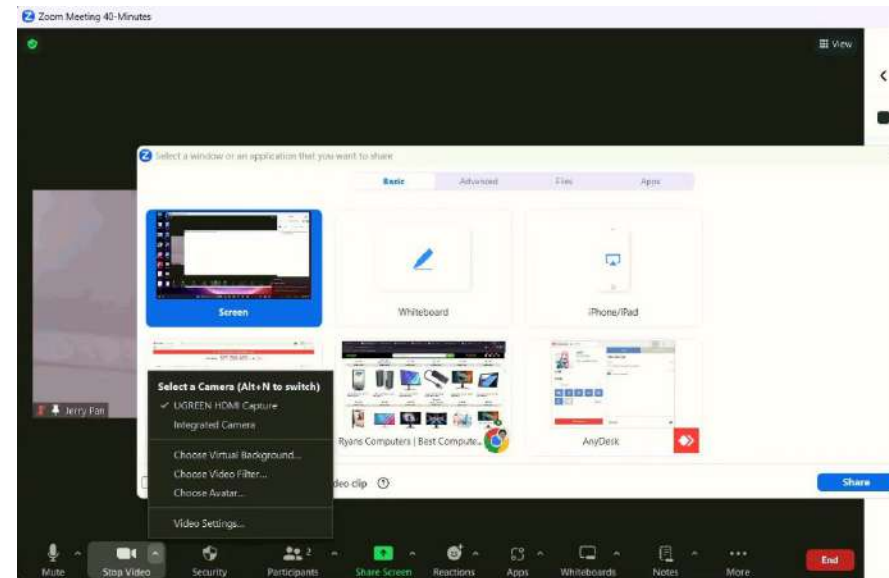 Zoom Meeting 40-Minutes
View
Select a window or an application that you want to share
Basic Advanced Files Apps
Screen
Whiteboard
iPhone/iPad
Select a Camera (Alt+N to switch)
✓ UGREEN HDMI Capture
Integrated Camera
Choose Virtual Background...
Choose Video Filter...
Choose Avatar...
Video Settings...
Jerry Pan
Ryans Computers | Best Compute...
AnyDesk
deo clip
Share
Mute
Stop Video
Security
Participants 2
Share Screen
Reactions
Apps
Whiteboards
Notes
More
End